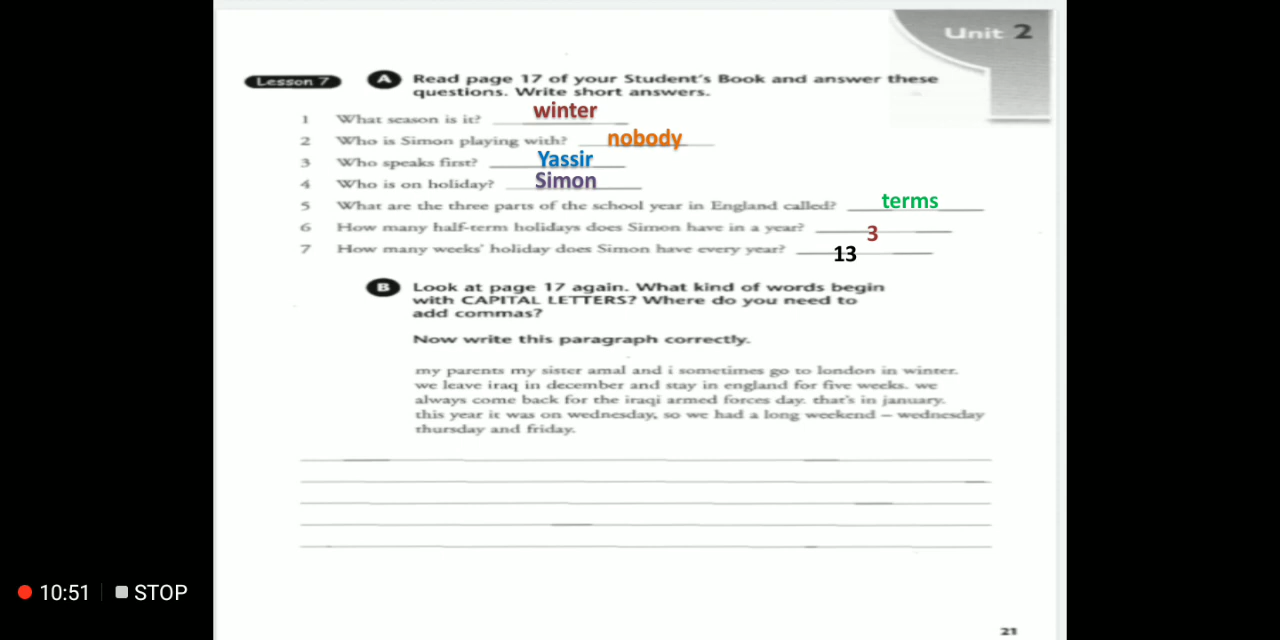 Unit 2
Lesson 7 A Read page 17 of your Student's Book and answer these
questions. Write short answers.
1 What season is it? winter
2 Who is Simon playing with? nobody
3 Who speaks first? Yassir
4 Who is on holiday? Simon
5 What are the three parts of the school year in England called? terms
6 How many half-term holidays does Simon have in a year? 3
7 How many weeks' holiday does Simon have every year? 13
B Look at page 17 again. What kind of words begin
with CAPITAL LETTERS? Where do you need to
add commas?
Now write this paragraph correctly.
my parents my sister amal and i sometimes go to london in winter.
we leave iraq in december and stay in england for five weeks. we
always come back for the iraqi armed forces day. that's in january.
this year it was on wednesday, so we had a long weekend – wednesday
thursday and friday.
10:51 STOP
21